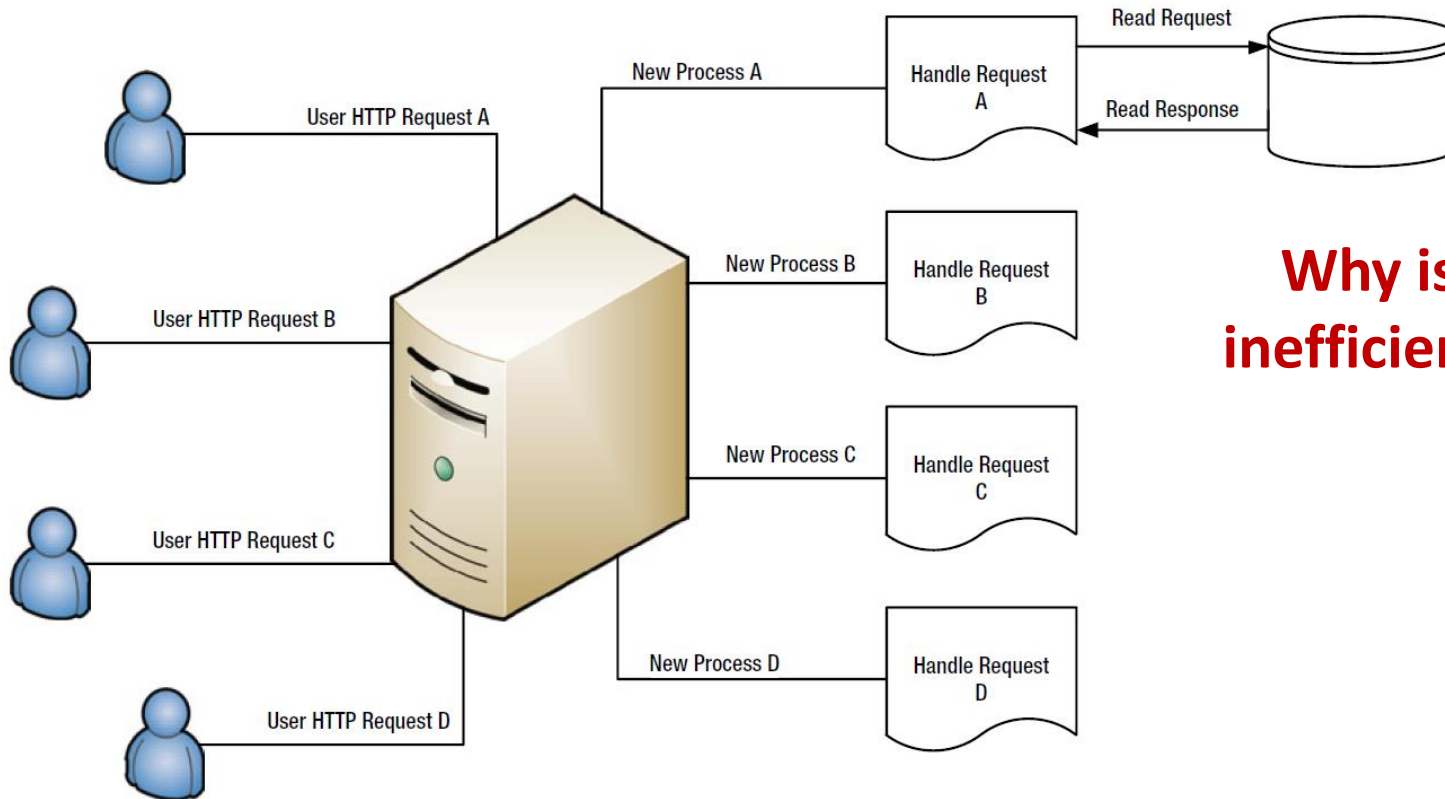 Read Request
New Process A
Handle Request
A
User HTTP Request A
Read Response
New Process B
Handle Request
B
Why is
User HTTP Request B
New Process C
Handle Request
C
User HTTP Request C
New Process D
Handle Request
D
User HTTP Request D